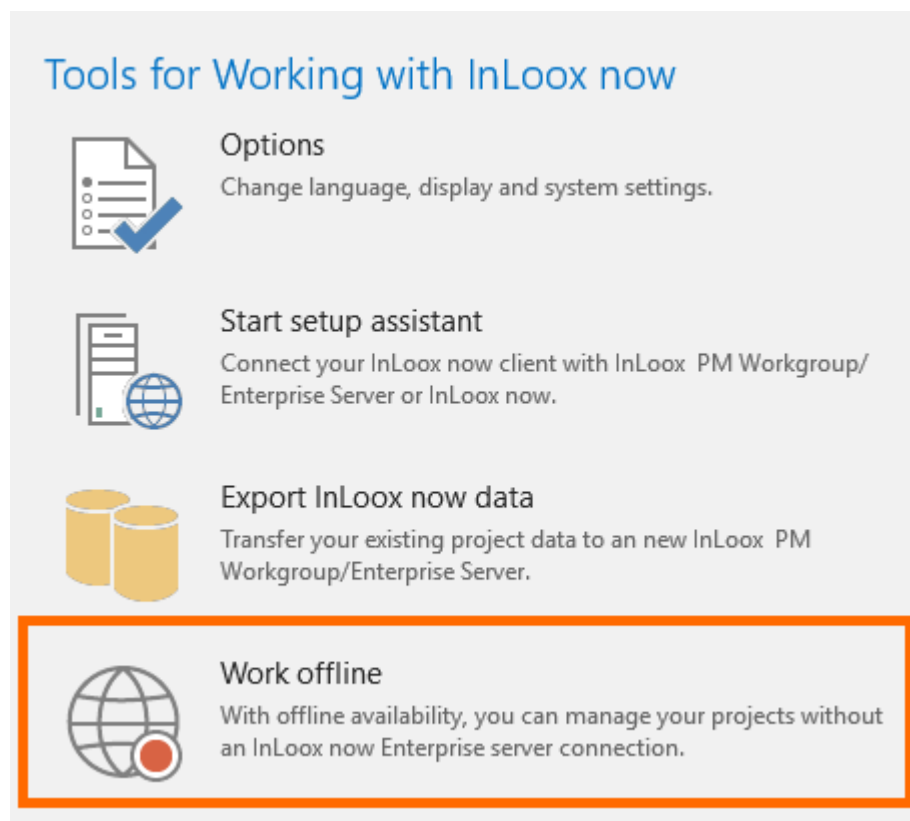 Tools for Working with InLoox now
Options
Change language, display and system settings.
Start setup assistant
Connect your InLoox now client with InLoox  PM Workgroup/
Enterprise Server or InLoox now.
Export InLoox now data
Transfer your existing project data to an new InLoox  PM
Workgroup/Enterprise Server.
Work offline
With offline availability, you can manage your projects without
an InLoox now Enterprise server connection.